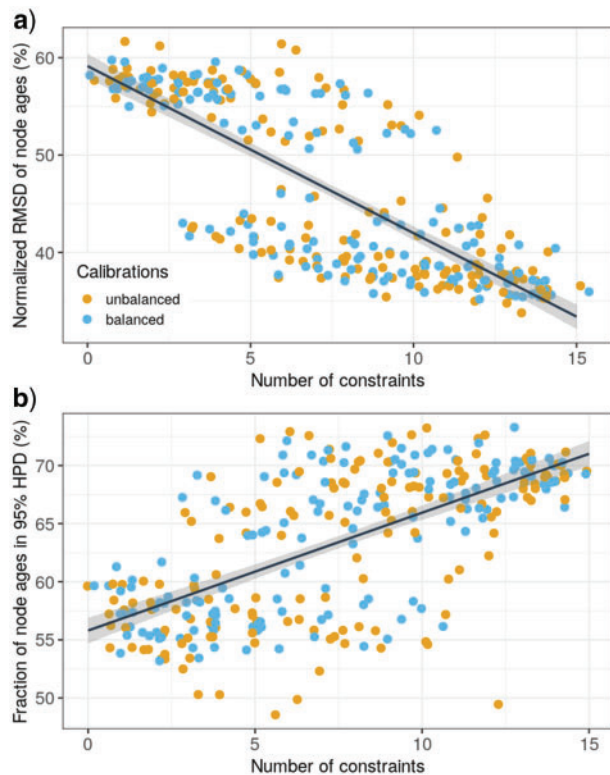 a)
Normalized RMSD of node ages (%)
60
50
40
Calibrations
unbalanced
balanced
0 5 10 15
Number of constraints
b)
Fraction of node ages in 95% HPD (%)
70
65
60
55
50
0 5 10 15
Number of constraints